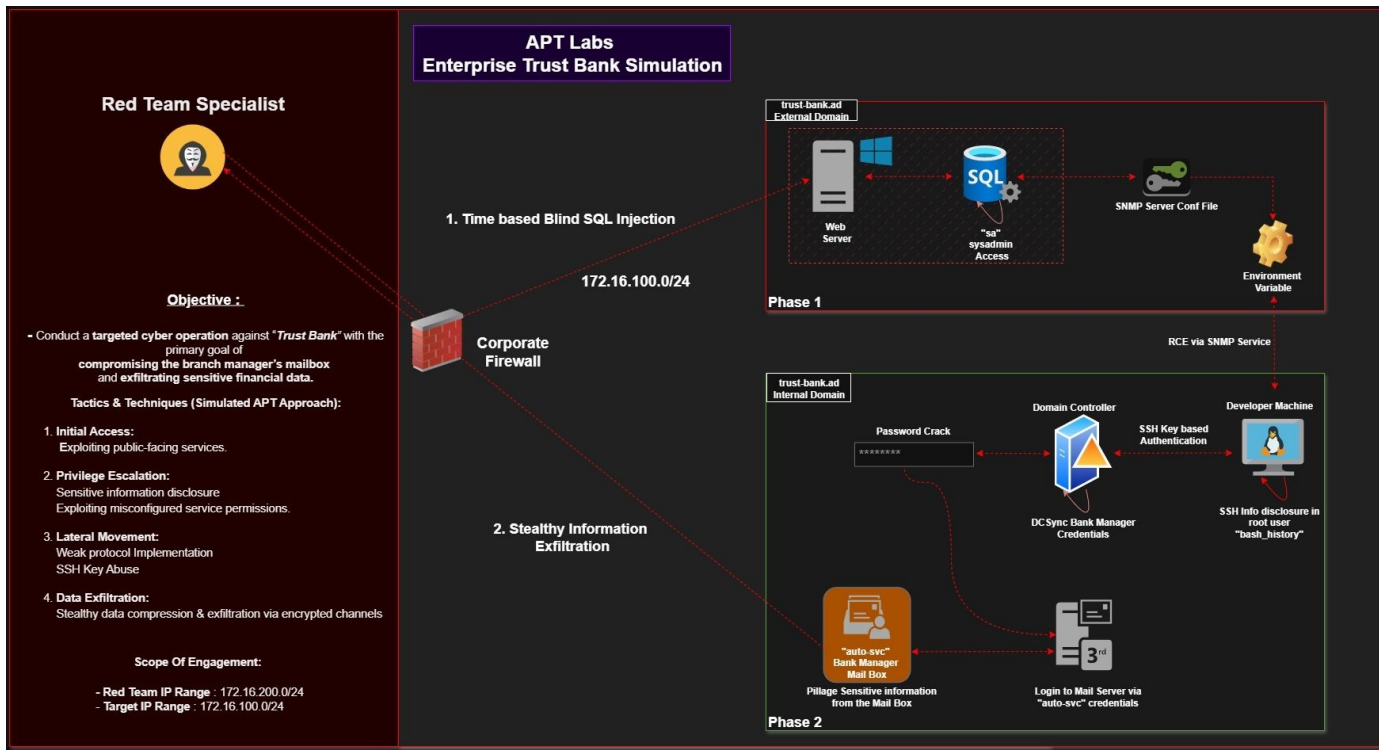 APT Labs
Enterprise Trust Bank Simulation
Red Team Specialist
Objective :
- Conduct a targeted cyber operation against "Trust Bank" with the
primary goal of
compromising the branch manager's mailbox
and exfiltrating sensitive financial data.
Tactics & Techniques (Simulated APT Approach):
1. Initial Access:
Exploiting public-facing services.
2. Privilege Escalation:
Sensitive information disclosure
Exploiting misconfigured service permissions.
3. Lateral Movement:
Weak protocol Implementation
SSH Key Abuse
4. Data Exfiltration:
Stealthy data compression & exfiltration via encrypted channels
Scope Of Engagement:
- Red Team IP Range : 172.16.200.0/24
- Target IP Range : 172.16.100.0/24
1. Time based Blind SQL Injection
172.16.100.0/24
Corporate
Firewall
2. Stealthy Information
Exfiltration
trust-bank.ad
External Domain
Web
Server
SQL
"sa"
sysadmin
Access
SNMP Server Conf File
Environment
Variable
Phase 1
RCE via SNMP Service
trust-bank.ad
Internal Domain
Password Crack
********
Domain Controller
DCSync Bank Manager
Credentials
SSH Key based
Authentication
Developer Machine
SSH Info disclosure in
root user
"bash_history"
"auto-svc"
Bank Manager
Mail Box
Pillage Sensitive information
from the Mail Box
3rd
Login to Mail Server via
"auto-svc" credentials
Phase 2